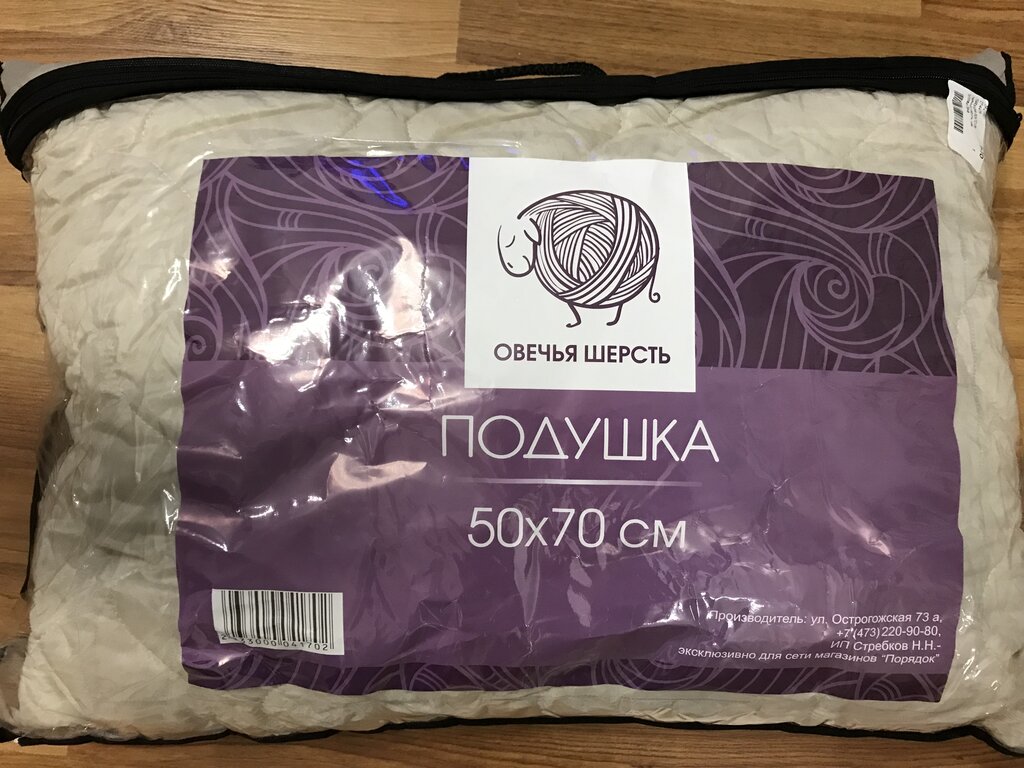 ОВЕЧЬЯ ШЕРСТЬ
ПОДУШКА
50х70 см
Производитель: ул. Острогожская 73 а,
+7 (473) 220-90-80,
ИП Стребков Н.Н.-
эксклюзивно для сети магазинов "Порядок"